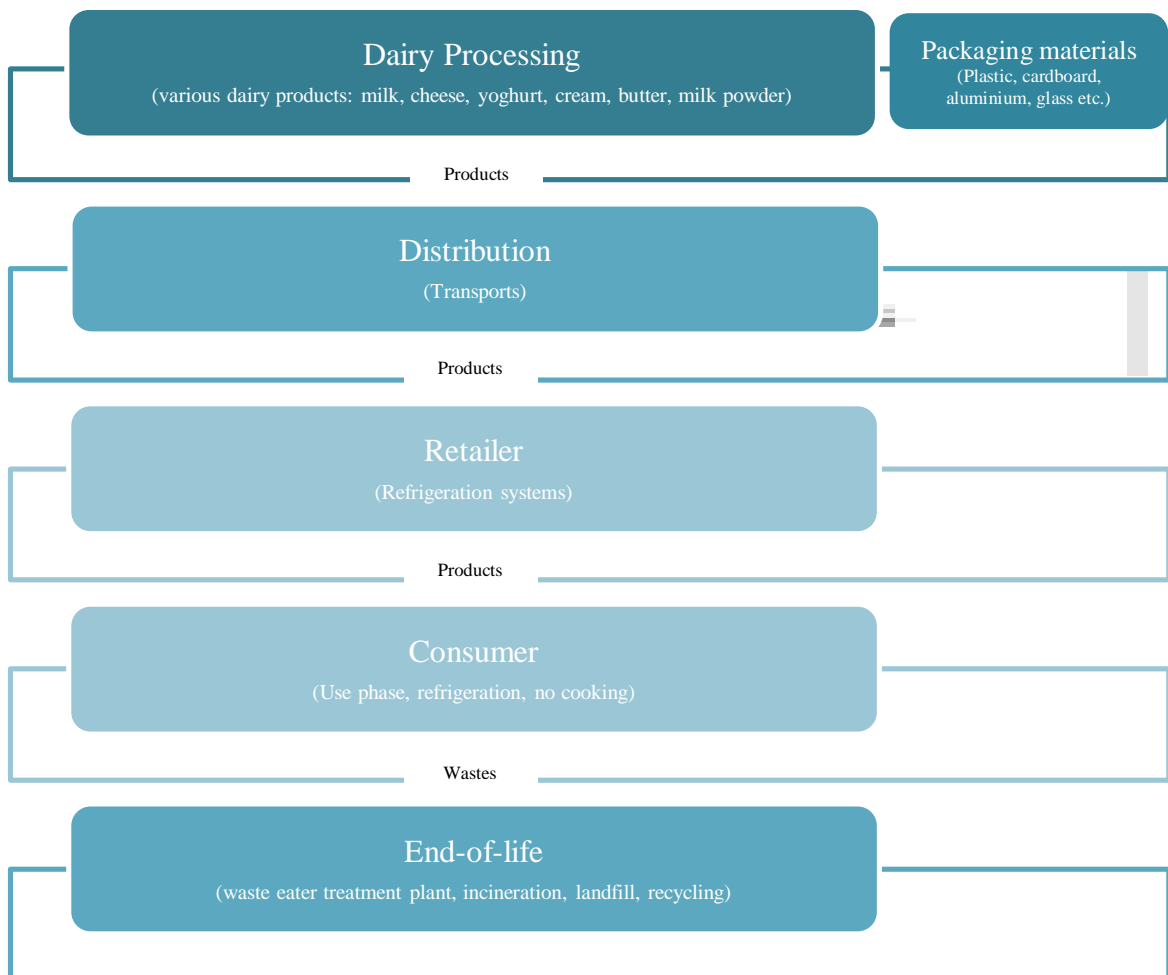 Dairy Processing
(various dairy products: milk, cheese, yoghurt, cream, butter, milk powder)
Packaging materials
(Plastic, cardboard,
aluminium, glass etc.)
Products
Distribution
(Transports)
Products
Retailer
(Refrigeration systems)
Products
Consumer
(Use phase, refrigeration, no cooking)
Wastes
End-of-life
(waste eater treatment plant, incineration, landfill, recycling)